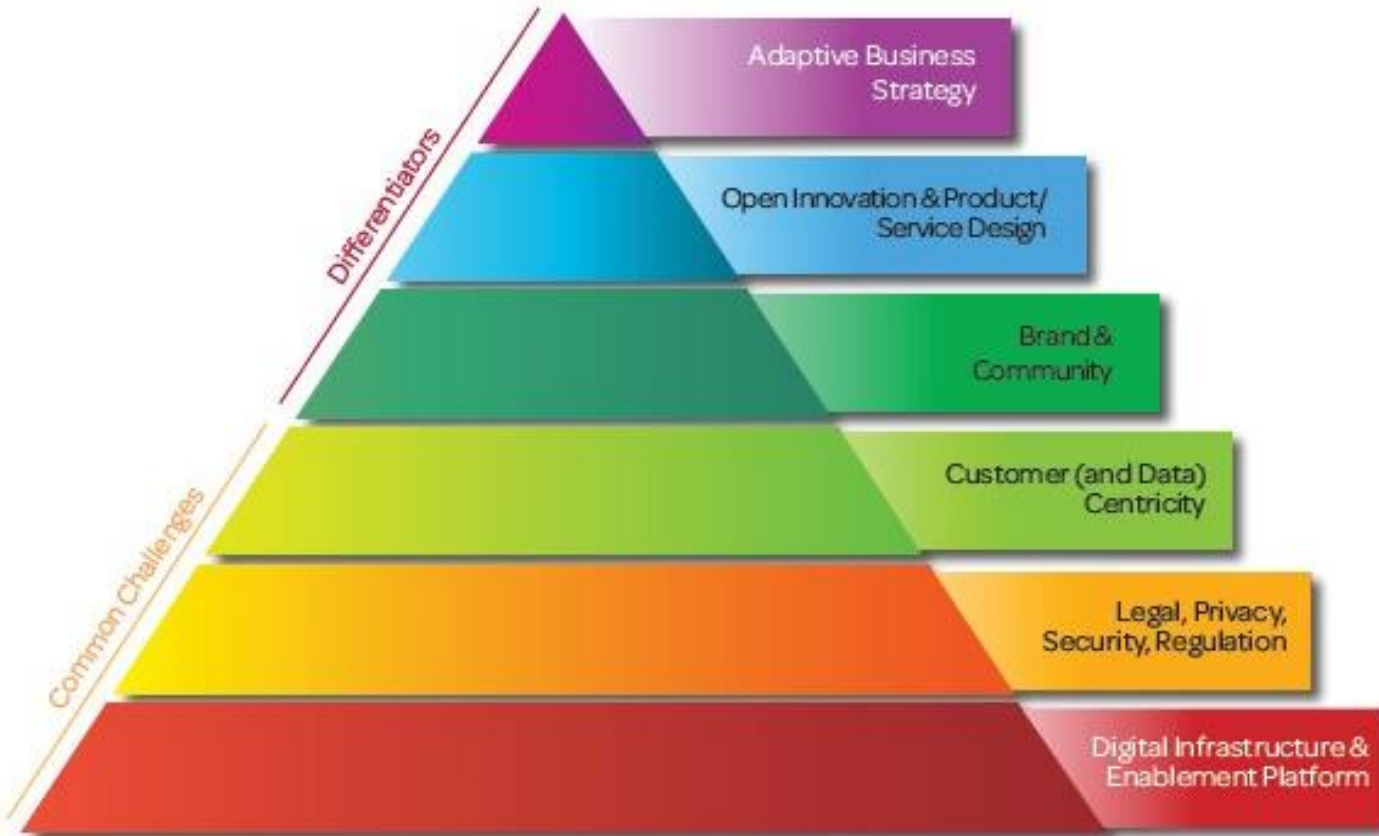 Adaptive Business
Strategy
Open Innovation & Product/
Service Design
Differentiators
Brand &
Community
Customer (and Data)
Centricity
Common Challenges
Legal, Privacy,
Security, Regulation
Digital Infrastructure &
Enablement Platform